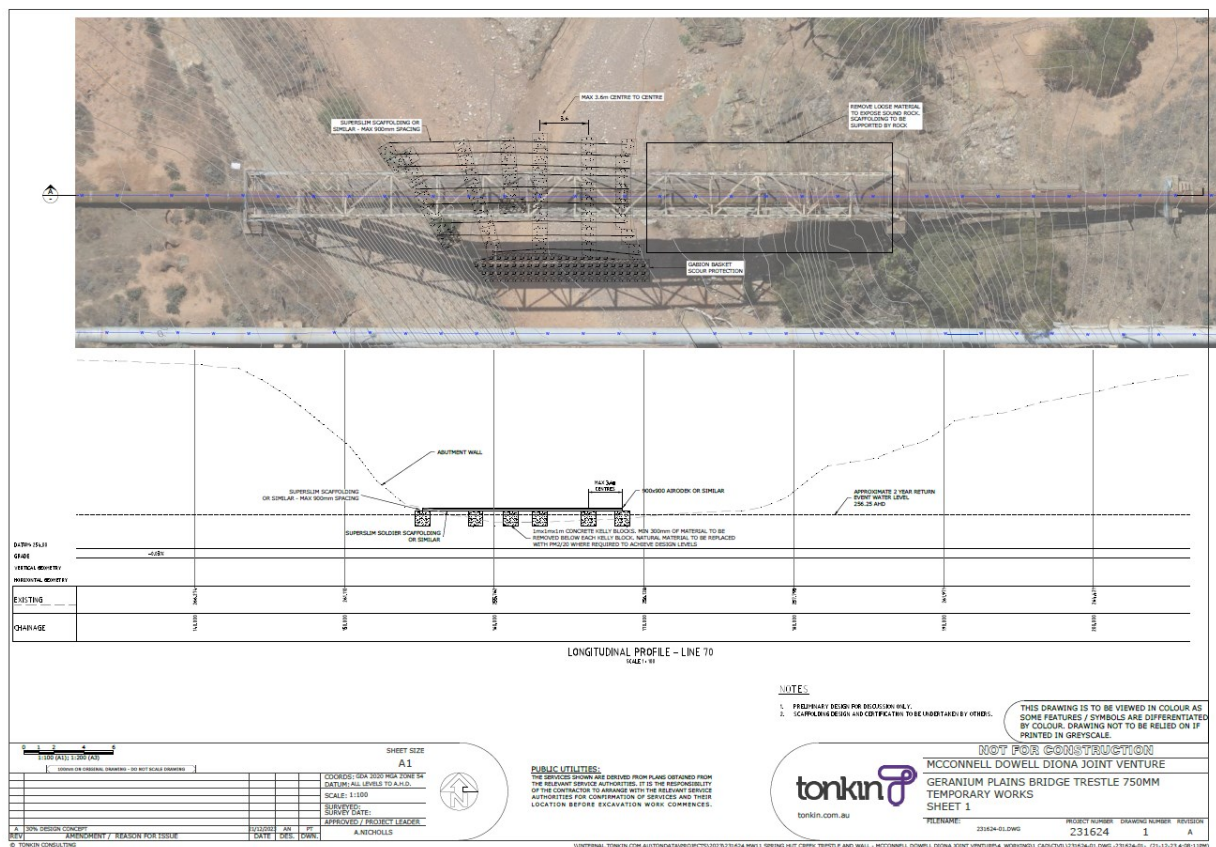 MAX 3.6m CENTRE TO CENTRE
3.6
SUPERSLIM SCAFFOLDING OR
SIMILAR - MAX 900mm SPACING
REMOVE LOOSE MATERIAL
TO EXPOSE SOUND ROCK.
SCAFFOLDING TO BE
SUPPORTED BY ROCK
A
GABION BASKET
SCOUR PROTECTION
ABUTMENT WALL
SUPERSLIM SCAFFOLDING
OR SIMILAR - MAX 900mm SPACING
CENTRES
900x900 AIRODEK OR SIMILAR
APPROXIMATE 2 YEAR RETURN
EVENT WATER LEVEL
256.25 AHD
SUPERSLIM SOLDIER SCAFFOLDING
OR SIMILAR
1mx1mx1m CONCRETE KELLY BLOCKS. MIN 300mm OF MATERIAL TO BE
REMOVED BELOW EACH KELLY BLOCK. NATURAL MATERIAL TO BE REPLACED
WITH PM2/20 WHERE REQUIRED TO ACHIEVE DESIGN LEVELS
GRADE
VERTICAL GEOMETRY
HORIZONTAL GEOMETRY
EXISTING
CHAINAGE
LONGITUDINAL PROFILE - LINE 70
SCALE 1:100
NOTES
1. PRELIMINARY DESIGN FOR DISCUSSION ONLY.
2. SCAFFOLDING DESIGN AND CERTIFICATION TO BE UNDERTAKEN BY OTHERS.
THIS DRAWING IS TO BE VIEWED IN COLOUR AS
SOME FEATURES / SYMBOLS ARE DIFFERENTIATED
BY COLOUR. DRAWING NOT TO BE RELIED ON IF
PRINTED IN GREYSCALE.
0 1 2 4 6
1:100 (A1); 1:200 (A3)
100mm ON ORIGINAL DRAWING - DO NOT SCALE DRAWING
SHEET SIZE
A1
COORDS: GDA 2020 MGA ZONE 54
DATUM: ALL LEVELS TO A.H.D.
SCALE: 1:100
SURVEYED:
SURVEY DATE:
APPROVED / PROJECT LEADER
A.NICHOLLS
A 30% DESIGN CONCEPT 21/12/2023 AN PT
REV AMENDMENT / REASON FOR ISSUE DATE DES. DWN.
PUBLIC UTILITIES:
THE SERVICES SHOWN ARE DERIVED FROM PLANS OBTAINED FROM
THE RELEVANT SERVICE AUTHORITIES. IT IS THE RESPONSIBILITY
OF THE CONTRACTOR TO ARRANGE WITH THE RELEVANT SERVICE
AUTHORITIES FOR CONFIRMATION OF SERVICES AND THEIR
LOCATION BEFORE EXCAVATION WORK COMMENCES.
tonkin
tonkin.com.au
NOT FOR CONSTRUCTION
MCCONNELL DOWELL DIONA JOINT VENTURE
GERANIUM PLAINS BRIDGE TRESTLE 750MM
TEMPORARY WORKS
SHEET 1
FILENAME: 231624-01.DWG
PROJECT NUMBER DRAWING NUMBER REVISION
231624 1 A
© TONKIN CONSULTING